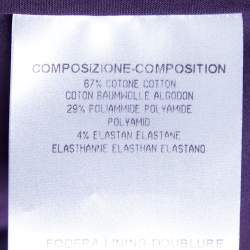 COMPOSIZIONE-COMPOSITION
67% COTONE COTTON
COTON BAUMWOLLE ALGODON
29% POLIAMMIDE POLYAMIDE
POLYAMID
4% ELASTAN ELASTANE
ELASTHANNE ELASTHAN ELASTANO
FODERA LINING DOUBLURE